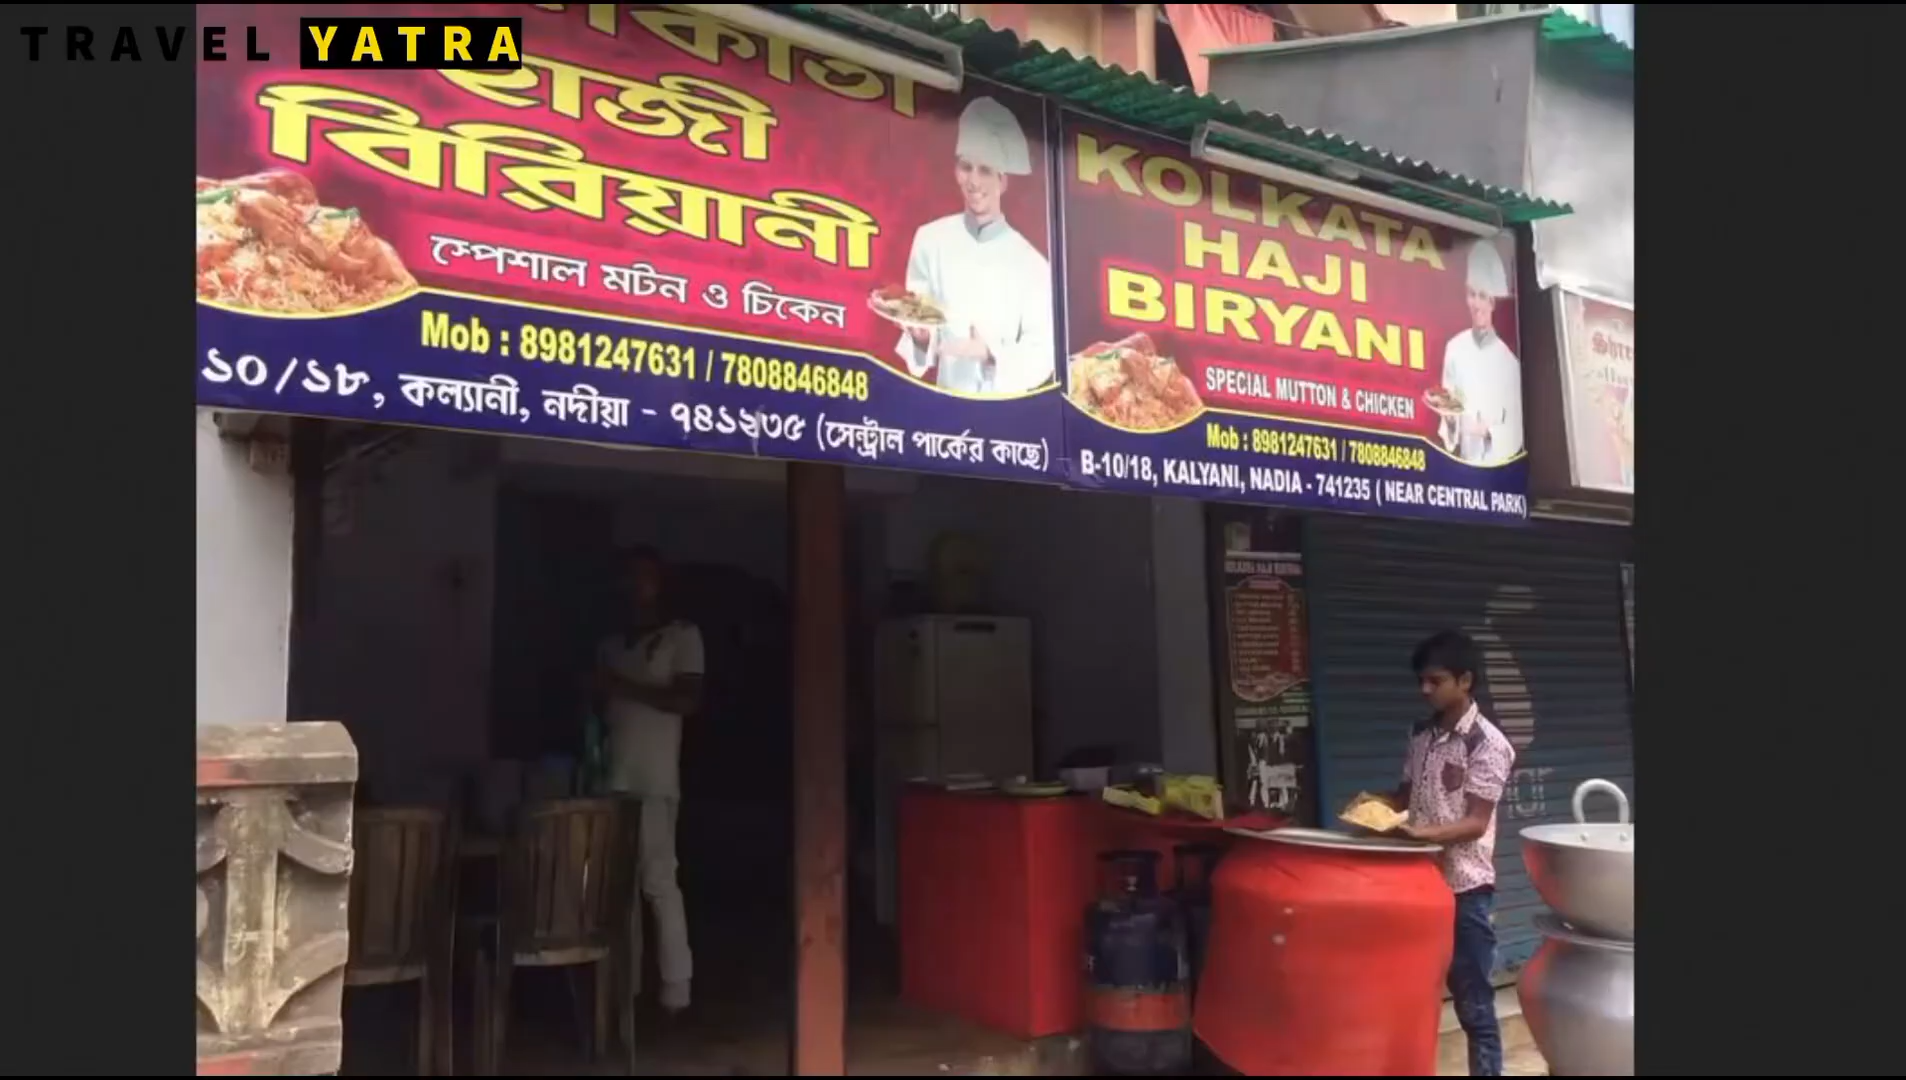 TRAVEL YATRA
হাজী
বিরিয়ানী
স্পেশাল মটন ও চিকেন
Mob : 8981247631 / 7808846848
১০/১৮, কল্যানী, নদীয়া - ৭৪১২৩৫ (সেন্ট্রাল পার্কের কাছে)
KOLKATA
HAJI
BIRYANI
SPECIAL MUTTON & CHICKEN
Mob : 8981247631 / 7808846848
B-10/18, KALYANI, NADIA - 741235 ( NEAR CENTRAL PARK)